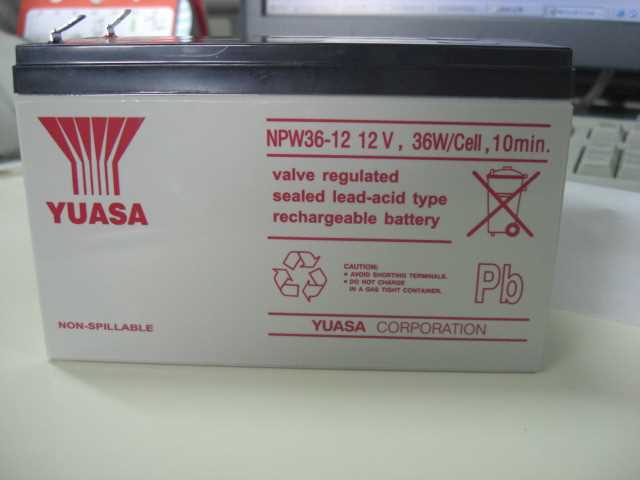 YUASA
NPW36-12 12V, 36W/Cell, 10min.
valve regulated
sealed lead-acid type
rechargeable battery
CAUTION:
• AVOID SHORTING TERMINALS.
• DO NOT CHARGE
IN A GAS TIGHT CONTAINER.
Pb
NON-SPILLABLE
YUASA CORPORATION